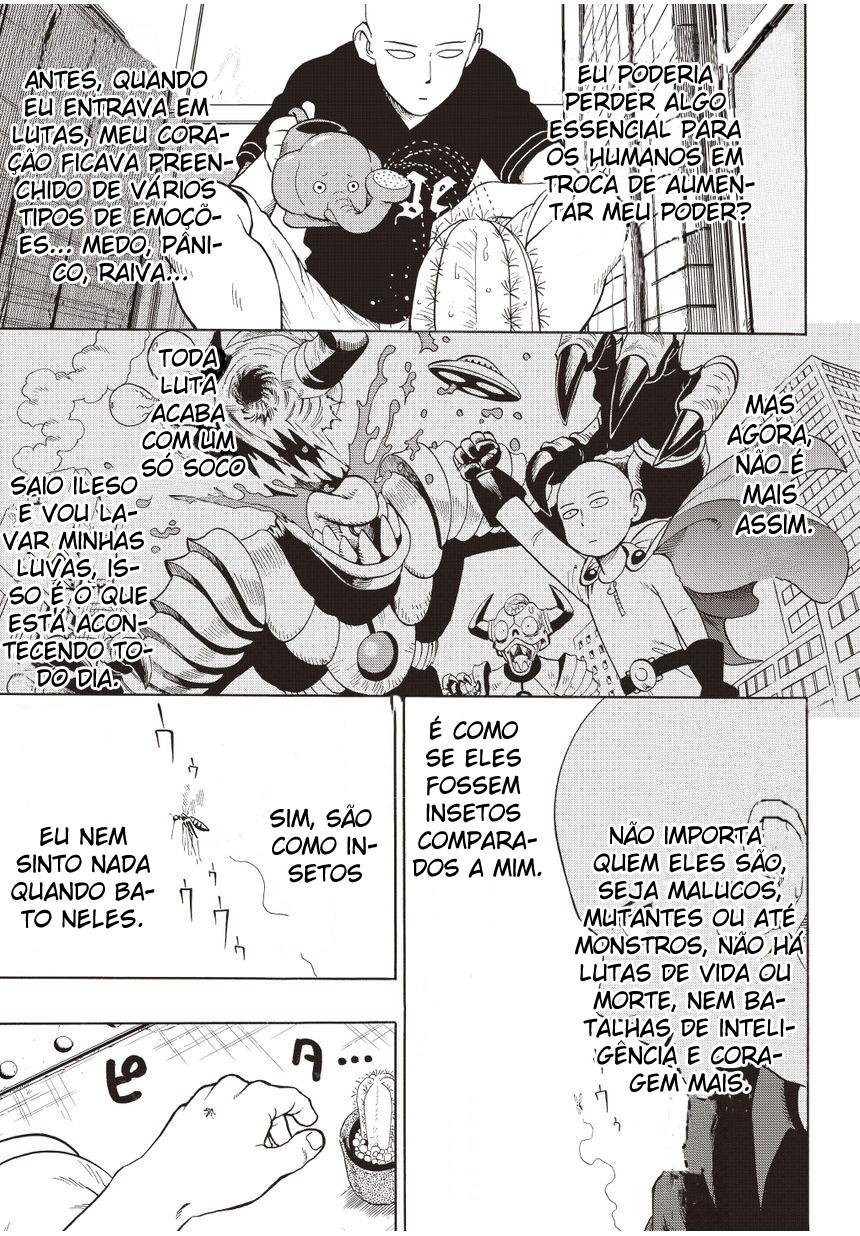 EU PODERIA
PERDER ALGO
ESSENCIAL PARA
OS HUMANOS EM
TROCA DE AUMEN-
TAR MEU PODER?
ANTES, QUANDO
EU ENTRAVA EM
LUTAS, MEU CORA-
ÇÃO FICAVA PREEN-
CHIDO DE VÁRIOS
TIPOS DE EMOÇÕ-
ES... MEDO, PÂNI-
CO, RAIVA...
MAS
AGORA,
NÃO É
MAIS
ASSIM.
TODA
LUTA
ACABA
COM UM
SÓ SOCO
SAIO ILESO
E VOU LA-
VAR MINHAS
LUVAS, IS-
SO É O QUE
ESTÁ ACON-
TECENDO TO-
DO DIA.
NÃO IMPORTA
QUEM ELES SÃO,
SEJA MALUCOS,
MUTANTES OU ATÉ
MONSTROS, NÃO HÁ
LUTAS DE VIDA OU
MORTE, NEM BA-
TALHAS DE INTELI-
GÊNCIA E CORA-
GEM MAIS.
É COMO
SE ELES
FOSSEM
INSETOS
COMPARA-
DOS A MIM.
SIM, SÃO
COMO IN-
SETOS
EU NEM
SINTO NADA
QUANDO BA-
TO NELES.
ピタ...